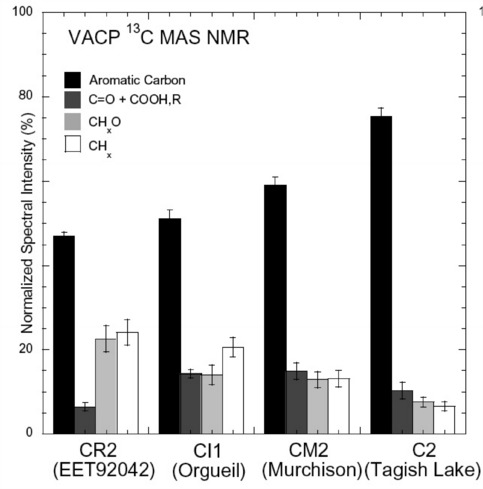 100
1
VACP ¹³C MAS NMR
Aromatic Carbon
C=O + COOH,R
CHₓO
CHₓ
80
Normalized Spectral Intensity (%)
20
0
CR2 CI1 CM2 C2
(EET92042) (Orgueil) (Murchison) (Tagish Lake)